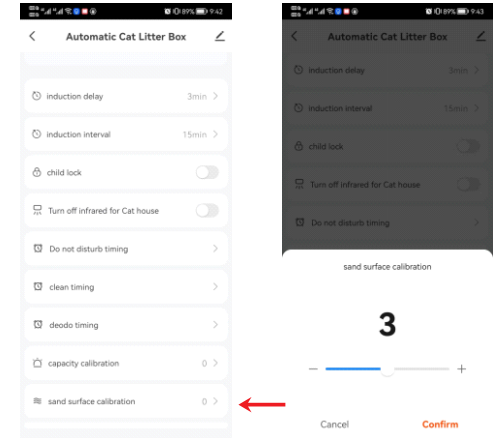 89% 9:42
Automatic Cat Litter Box
induction delay 3min
induction interval 15min
child lock
Turn off infrared for Cat house
Do not disturb timing
clean timing
deodo timing
capacity calibration 0
sand surface calibration 0
89% 9:43
Automatic Cat Litter Box
induction delay 3min
induction interval 15min
child lock
Turn off infrared for Cat house
Do not disturb timing
sand surface calibration
3
− +
Cancel Confirm